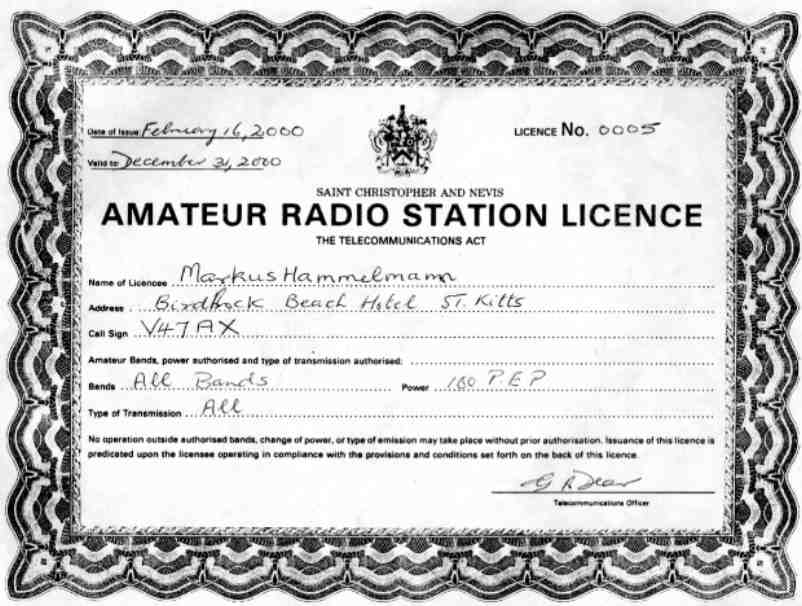 Date of Issue February 16, 2000
LICENCE No. 0005
Valid to December 31, 2000
SAINT CHRISTOPHER AND NEVIS
AMATEUR RADIO STATION LICENCE
THE TELECOMMUNICATIONS ACT
Name of Licencee Markus Hammelmann
Address Birdrock Beach Hotel ST. Kitts
Call Sign V47AX
Amateur Bands, power authorised and type of transmission authorised:
Bands All Bands Power 100 P.E.P
Type of Transmission All
No operation outside authorised bands, change of power, or type of emission may take place without prior authorisation. Issuance of this licence is
predicated upon the licensee operating in compliance with the provisions and conditions set forth on the back of this licence.
Telecommunications Officer